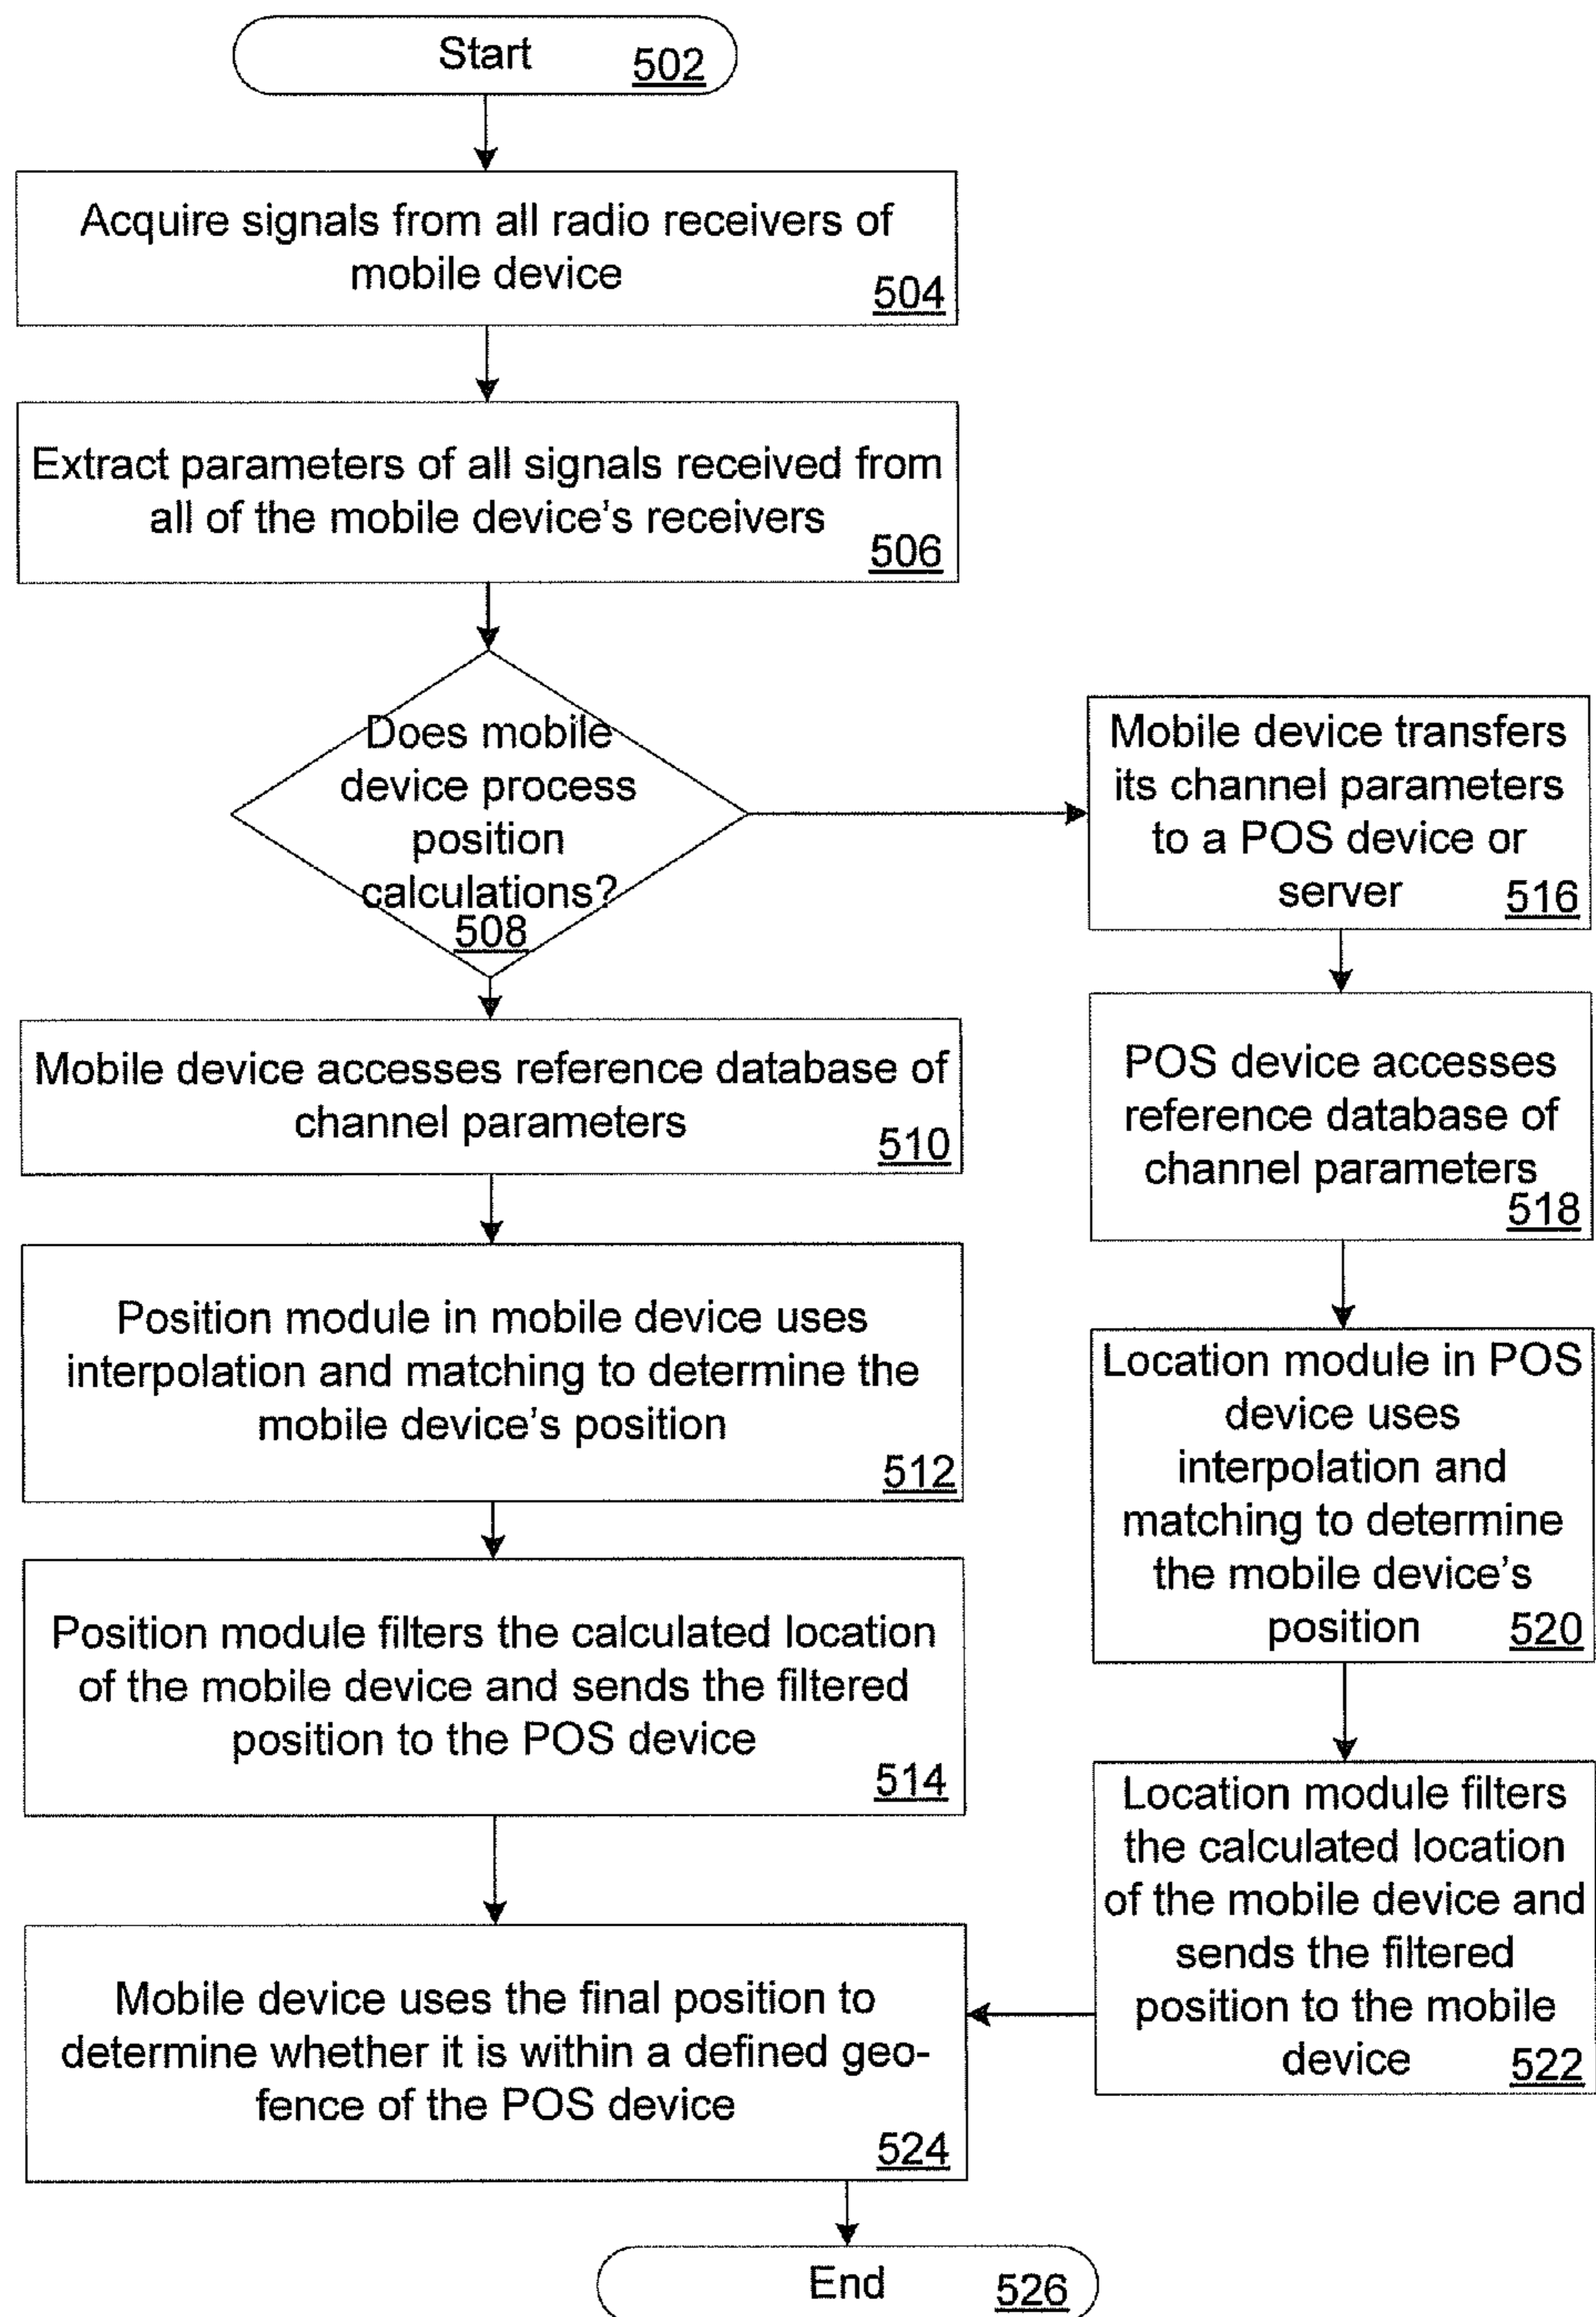 Start 502
Acquire signals from all radio receivers of
mobile device
504
Extract parameters of all signals received from
all of the mobile device's receivers
506
Does mobile
device process
position
calculations?
508
Mobile device accesses reference database of
channel parameters
510
Position module in mobile device uses
interpolation and matching to determine the
mobile device's position
512
Position module filters the calculated location
of the mobile device and sends the filtered
position to the POS device
514
Mobile device transfers
its channel parameters
to a POS device or
server 516
POS device accesses
reference database of
channel parameters
518
Location module in POS
device uses
interpolation and
matching to determine
the mobile device's
position 520
Location module filters
the calculated location
of the mobile device and
sends the filtered
position to the mobile
device 522
Mobile device uses the final position to
determine whether it is within a defined geo-
fence of the POS device
524
End 526